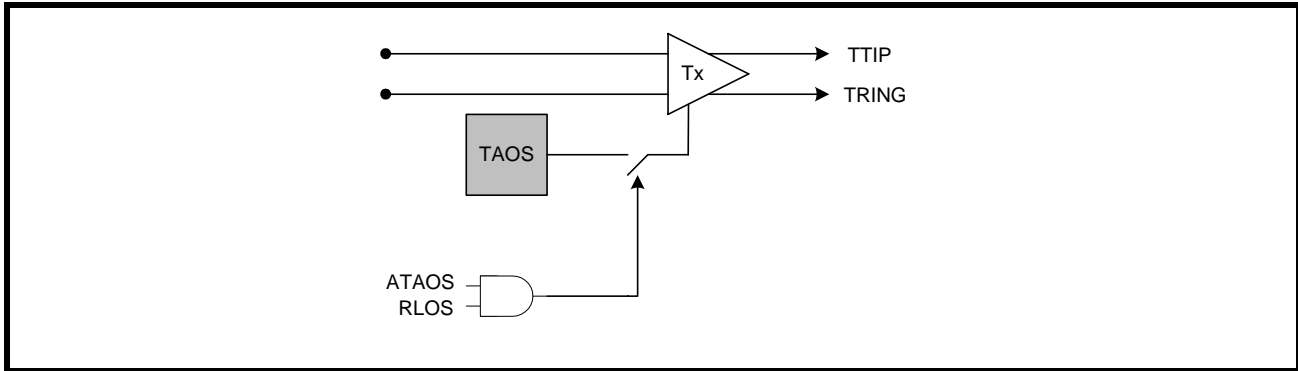 TTIP
Tx
TRING
TAOS
ATAOS
RLOS